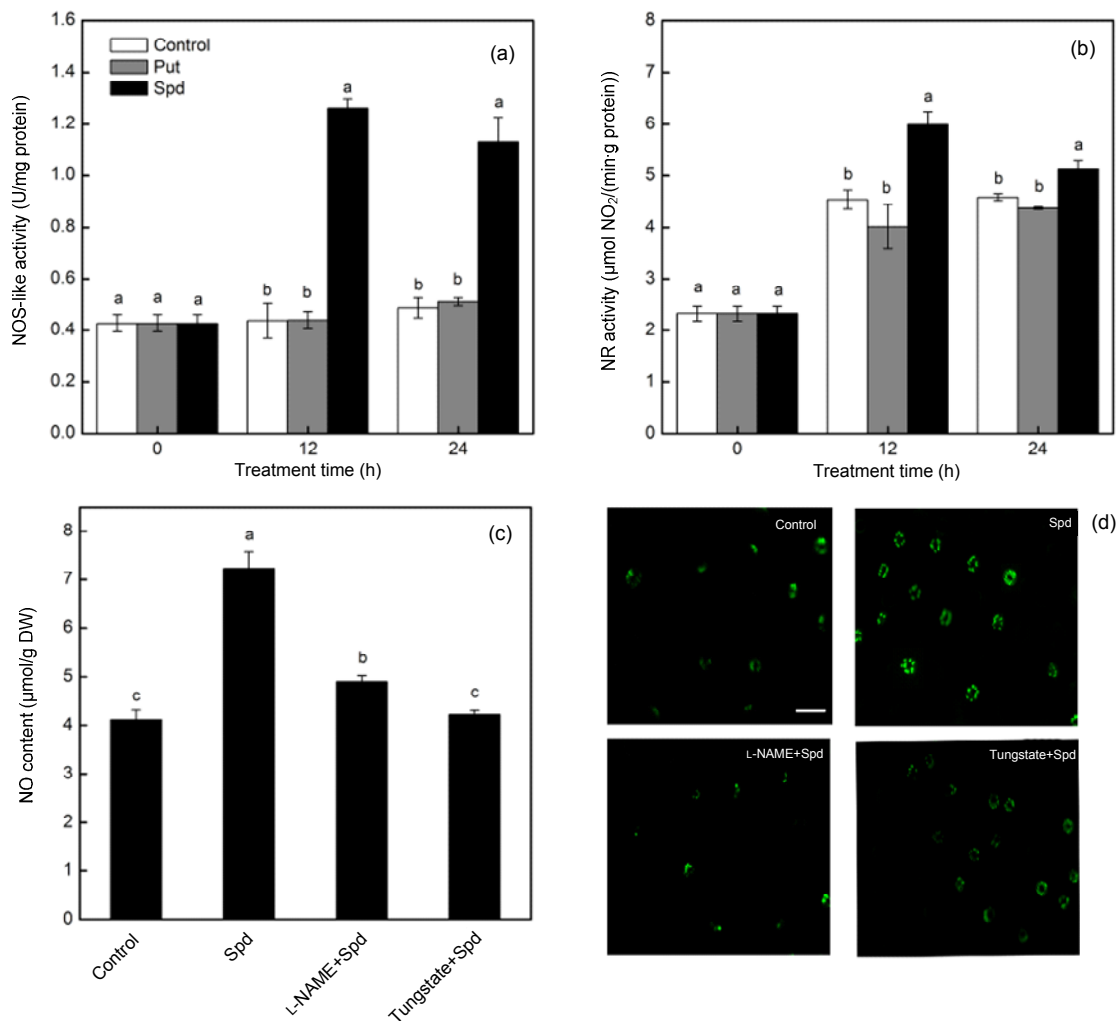 (a)
Control
Put
Spd
NOS-like activity (U/mg protein)
1.6
1.4
1.2
1.0
0.8
0.6
0.4
0.2
0.0
a a a
b b a
b b a
0 12 24
Treatment time (h)
(b)
NR activity (µmol NO₂/(min·g protein))
8
7
6
5
4
3
2
1
0
a a a
b b a
b b a
0 12 24
Treatment time (h)
(c)
NO content (µmol/g DW)
8
7
6
5
4
3
2
1
0
c a b c
Control
Spd
L-NAME+Spd
Tungstate+Spd
(d)
Control
Spd
L-NAME+Spd
Tungstate+Spd